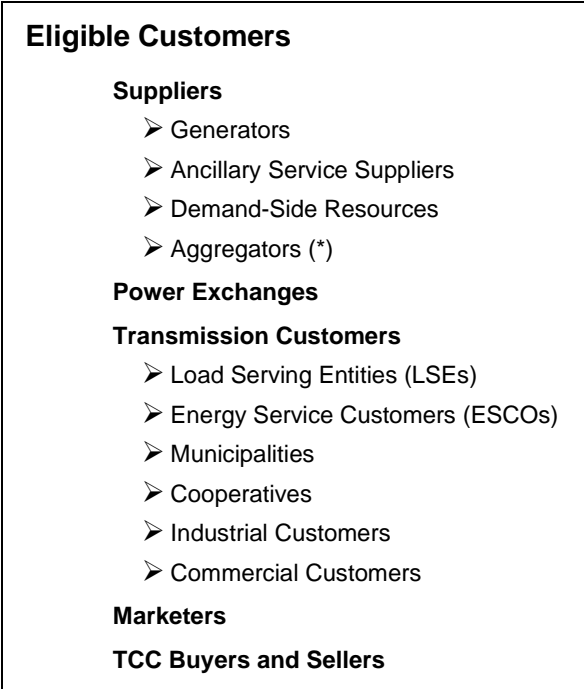 Eligible Customers
Suppliers
➢ Generators
➢ Ancillary Service Suppliers
➢ Demand-Side Resources
➢ Aggregators (*)
Power Exchanges
Transmission Customers
➢ Load Serving Entities (LSEs)
➢ Energy Service Customers (ESCOs)
➢ Municipalities
➢ Cooperatives
➢ Industrial Customers
➢ Commercial Customers
Marketers
TCC Buyers and Sellers